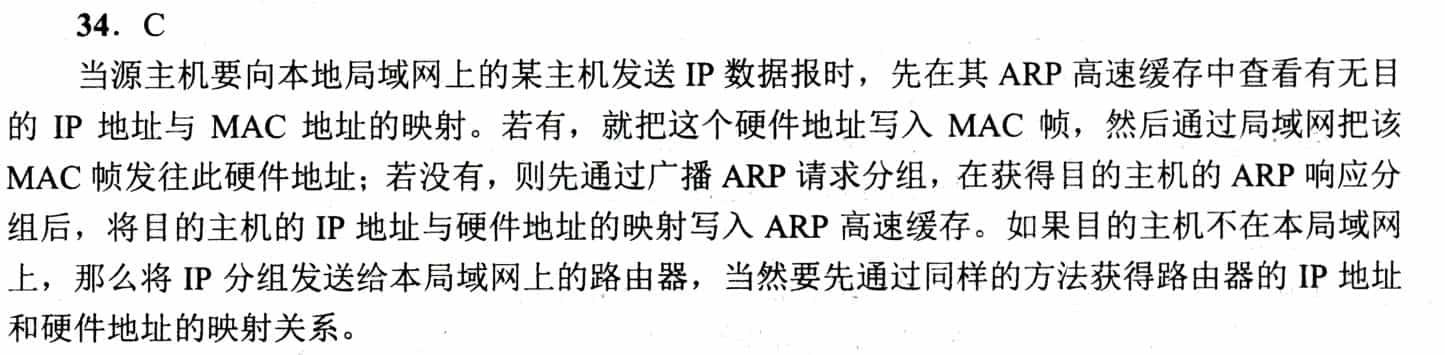 34．C
当源主机要向本地局域网上的某主机发送 IP 数据报时，先在其 ARP 高速缓存中查看有无目
的 IP 地址与 MAC 地址的映射。若有，就把这个硬件地址写入 MAC 帧，然后通过局域网把该
MAC 帧发往此硬件地址；若没有，则先通过广播 ARP 请求分组，在获得目的主机的 ARP 响应分
组后，将目的主机的 IP 地址与硬件地址的映射写入 ARP 高速缓存。如果目的主机不在本局域网
上，那么将 IP 分组发送给本局域网上的路由器，当然要先通过同样的方法获得路由器的 IP 地址
和硬件地址的映射关系。